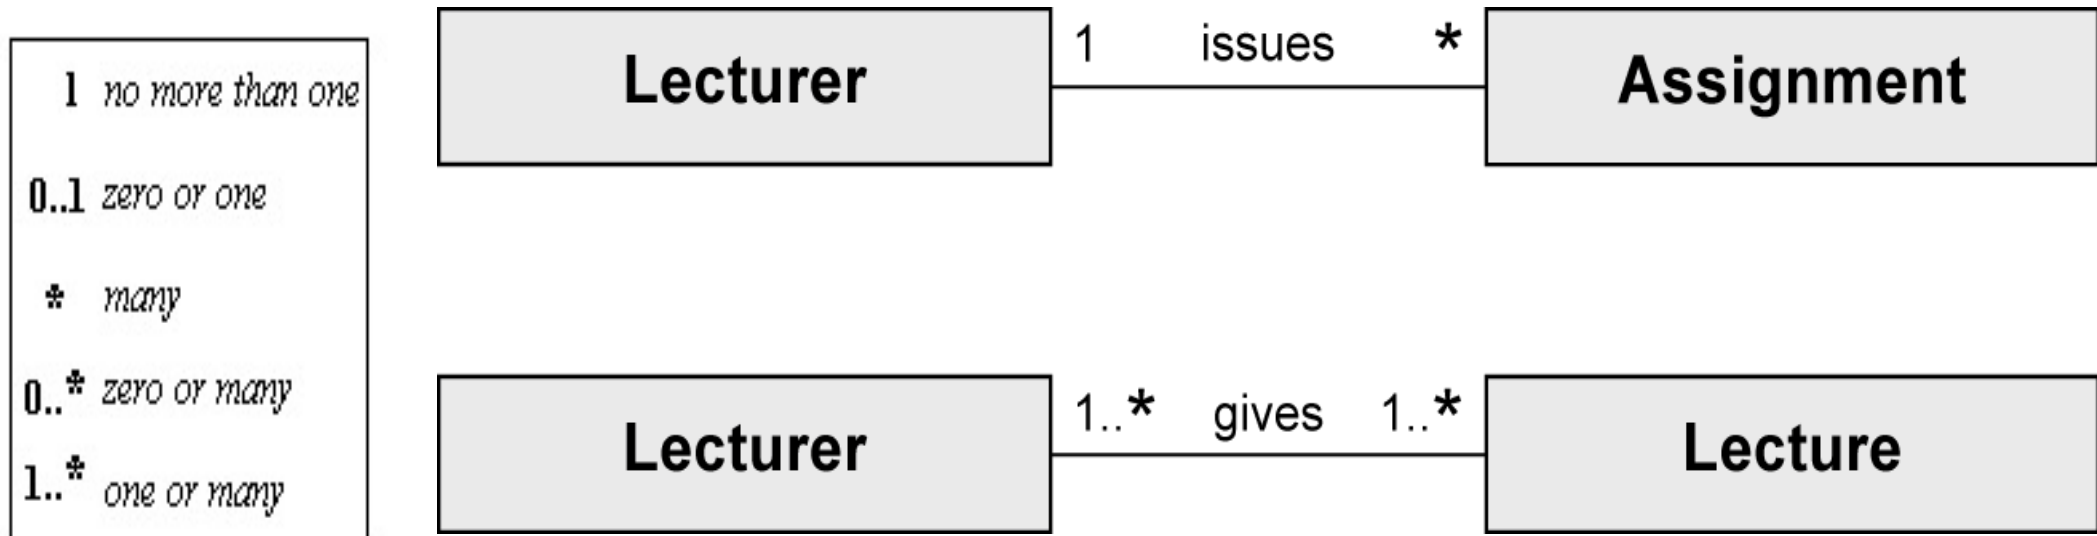 1 no more than one
0..1 zero or one
* many
0..* zero or many
1..* one or many
Lecturer 1 issues * Assignment
Lecturer 1..* gives 1..* Lecture